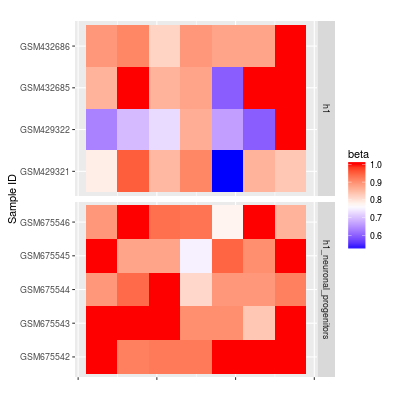 GSM432686
GSM432685
GSM429322
GSM429321
h1
GSM675546
GSM675545
GSM675544
GSM675543
GSM675542
h1_neuronal_progenitors
Sample ID
beta
1.0
0.9
0.8
0.7
0.6